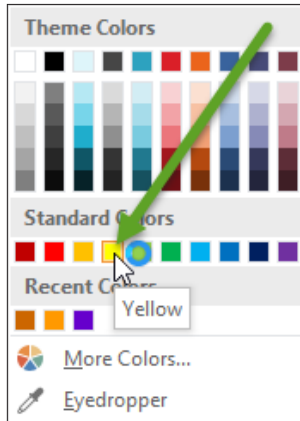 Theme Colors
Standard Colors
Recent Colors
Yellow
More Colors...
Eyedropper